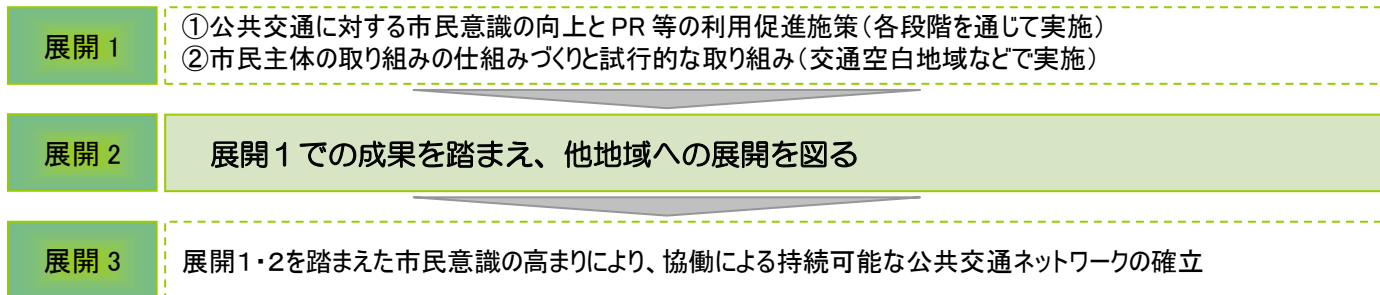 展開 1
①公共交通に対する市民意識の向上と PR 等の利用促進施策（各段階を通じて実施）
②市民主体の取り組みの仕組みづくりと試行的な取り組み（交通空白地域などで実施）
展開 2
展開１での成果を踏まえ、他地域への展開を図る
展開 3
展開１・２を踏まえた市民意識の高まりにより、協働による持続可能な公共交通ネットワークの確立